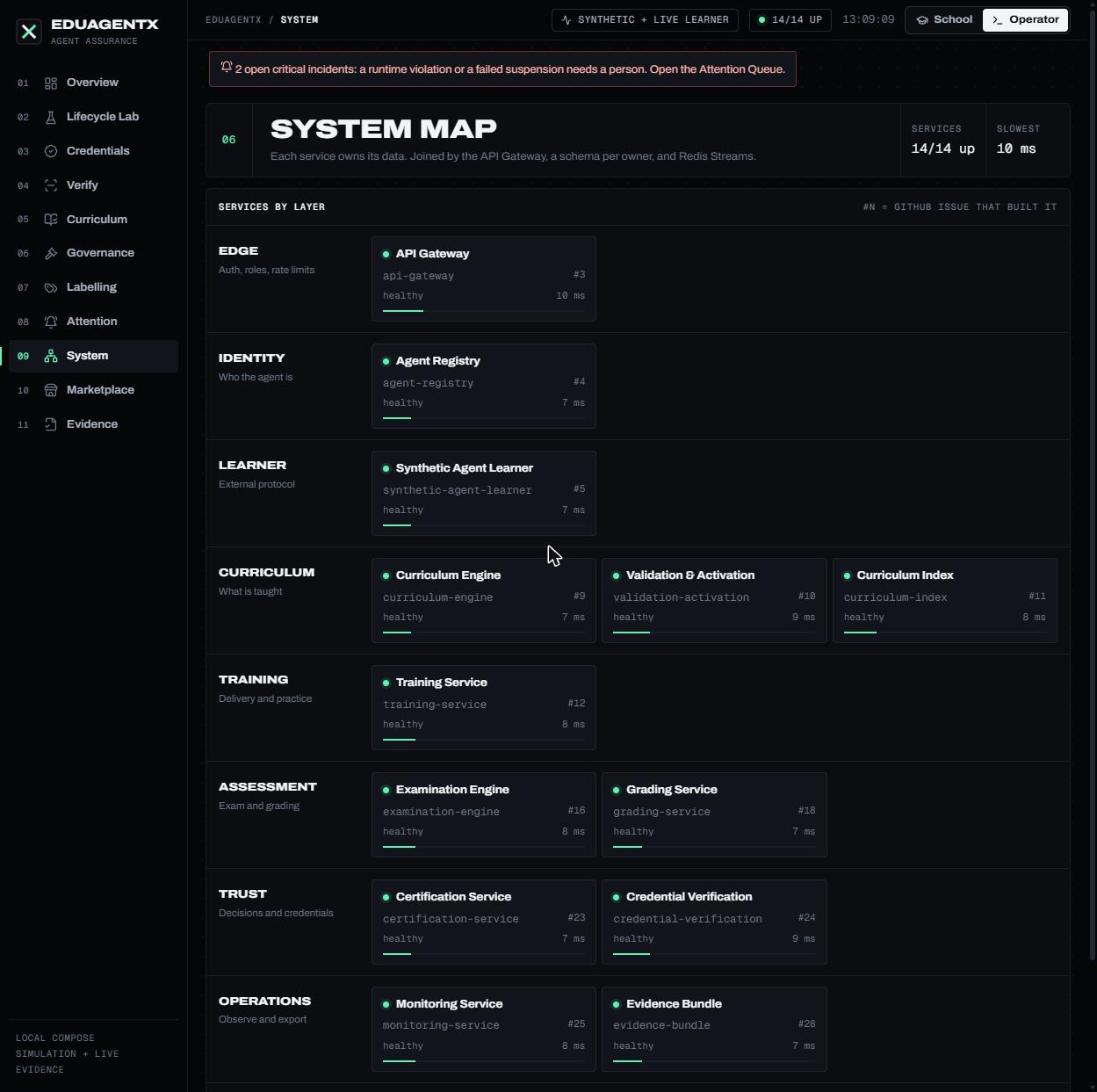 EDUAGENTX
AGENT ASSURANCE
01 Overview
02 Lifecycle Lab
03 Credentials
04 Verify
05 Curriculum
06 Governance
07 Labelling
08 Attention
09 System
10 Marketplace
11 Evidence
LOCAL COMPOSE
SIMULATION + LIVE
EVIDENCE
EDUAGENTX / SYSTEM
SYNTHETIC + LIVE LEARNER
14/14 UP
13:09:09
School
Operator
2 open critical incidents: a runtime violation or a failed suspension needs a person. Open the Attention Queue.
06
SYSTEM MAP
Each service owns its data. Joined by the API Gateway, a schema per owner, and Redis Streams.
SERVICES
14/14 up
SLOWEST
10 ms
SERVICES BY LAYER
#N = GITHUB ISSUE THAT BUILT IT
EDGE
Auth, roles, rate limits
API Gateway
api-gateway #3
healthy 10 ms
IDENTITY
Who the agent is
Agent Registry
agent-registry #4
healthy 7 ms
LEARNER
External protocol
Synthetic Agent Learner
synthetic-agent-learner #5
healthy 7 ms
CURRICULUM
What is taught
Curriculum Engine
curriculum-engine #9
healthy 7 ms
Validation & Activation
validation-activation #10
healthy 9 ms
Curriculum Index
curriculum-index #11
healthy 8 ms
TRAINING
Delivery and practice
Training Service
training-service #12
healthy 8 ms
ASSESSMENT
Exam and grading
Examination Engine
examination-engine #16
healthy 8 ms
Grading Service
grading-service #18
healthy 7 ms
TRUST
Decisions and credentials
Certification Service
certification-service #23
healthy 7 ms
Credential Verification
credential-verification #24
healthy 9 ms
OPERATIONS
Observe and export
Monitoring Service
monitoring-service #25
healthy 8 ms
Evidence Bundle
evidence-bundle #28
healthy 7 ms